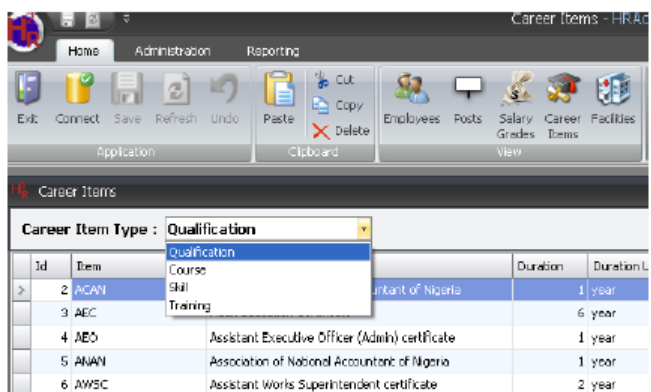 Career Items - HRAc
Home Administration Reporting
Exit Connect Save Refresh Undo Paste Cut Copy Delete Employees Posts Salary Grades Career Items Facilities
Application Clipboard View
Career Items
Career Item Type : Qualification
Qualification
Course
Skill
Training
Id Item Duration Duration U
2 ACAN untant of Nigeria 1 year
3 AEC 6 year
4 AEO Assistant Executive Officer (Admin) certificate 1 year
5 ANAN Association of National Accountant of Nigeria 1 year
6 AWSC Assistant Works Superintendent certificate 2 year